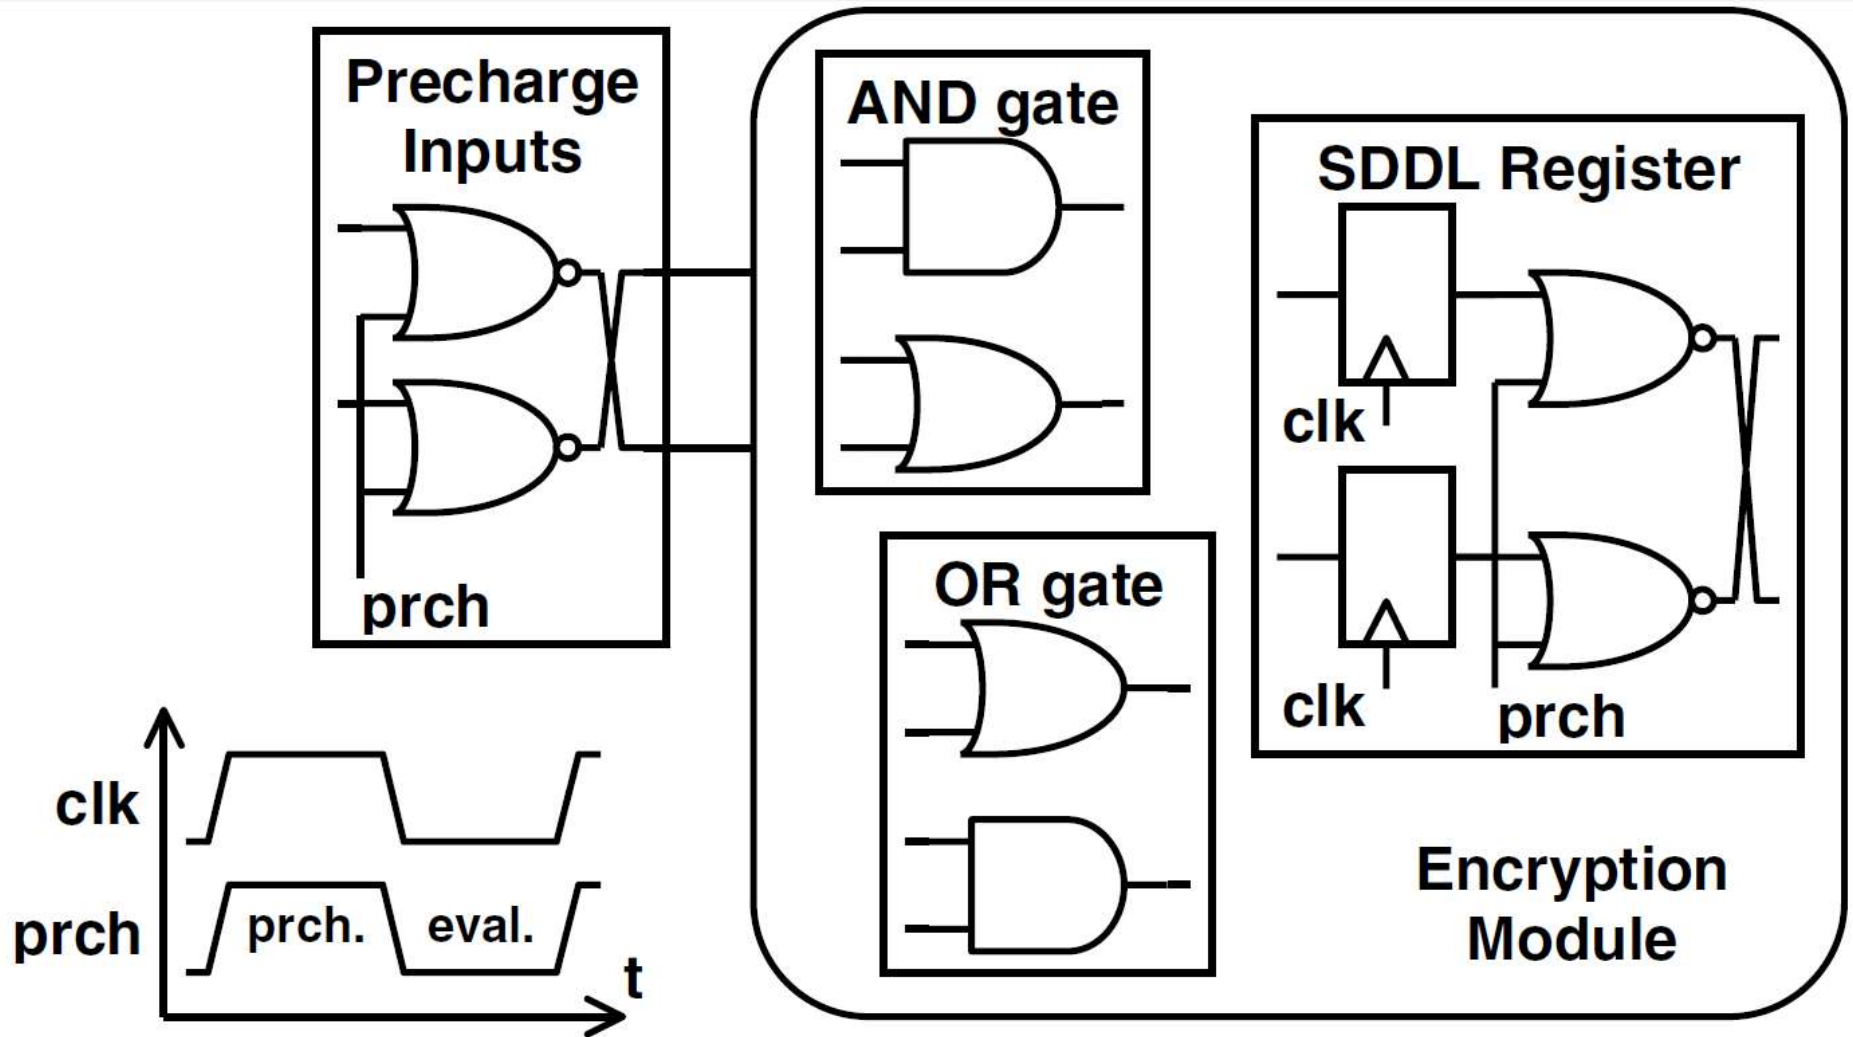 Precharge
Inputs
prch
AND gate
OR gate
SDDL Register
clk
clk
prch
Encryption
Module
clk
prch
prch.
eval.
t